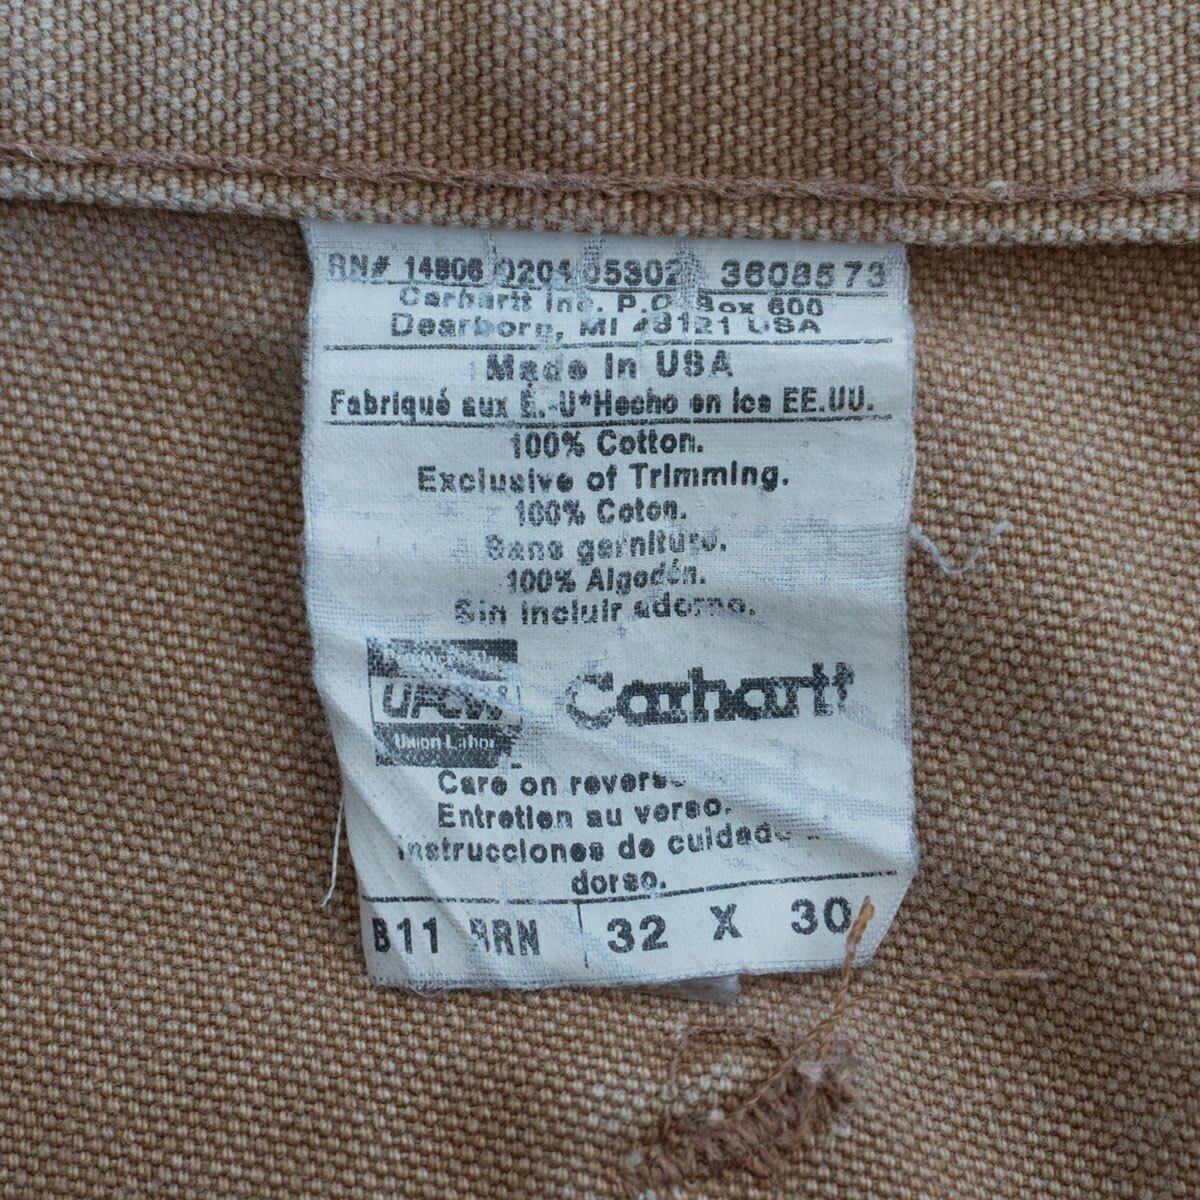 RN# 14806 0204 05302 3608573
Carhartt Inc. P.O. Box 600
Dearborn, MI 48121 USA
Made In USA
Fabriqué aux É.-U*Hecho en los EE.UU.
100% Cotton.
Exclusive of Trimming.
100% Coton.
Sans garniture.
100% Algodón.
Sin incluir adorno.
UFCW
Union Label
Carhartt
Care on reverse
Entretien au verso.
Instrucciones de cuidado
dorso.
B11 BRN 32 X 30